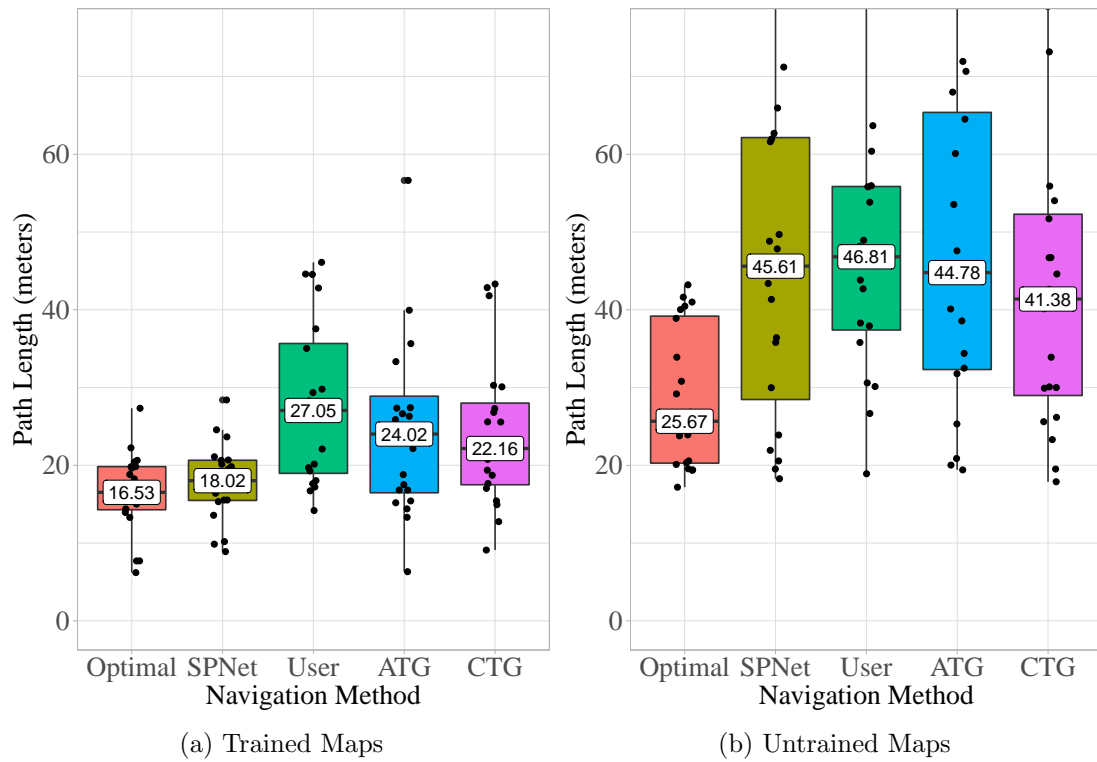 Path Length (meters)
60
40
20
0
27.05
24.02
22.16
18.02
16.53
Optimal SPNet User ATG CTG
Navigation Method
(a) Trained Maps
Path Length (meters)
60
40
20
0
46.81
45.61
44.78
41.38
25.67
Optimal SPNet User ATG CTG
Navigation Method
(b) Untrained Maps